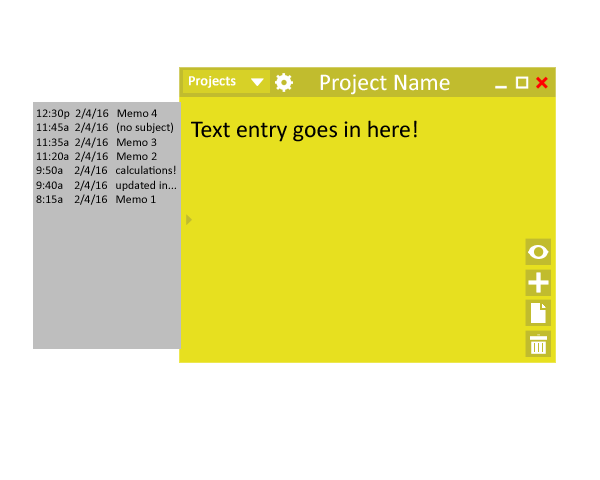 Projects
Project Name
12:30p 2/4/16 Memo 4
11:45a 2/4/16 (no subject)
11:35a 2/4/16 Memo 3
11:20a 2/4/16 Memo 2
9:50a 2/4/16 calculations!
9:40a 2/4/16 updated in...
8:15a 2/4/16 Memo 1
Text entry goes in here!